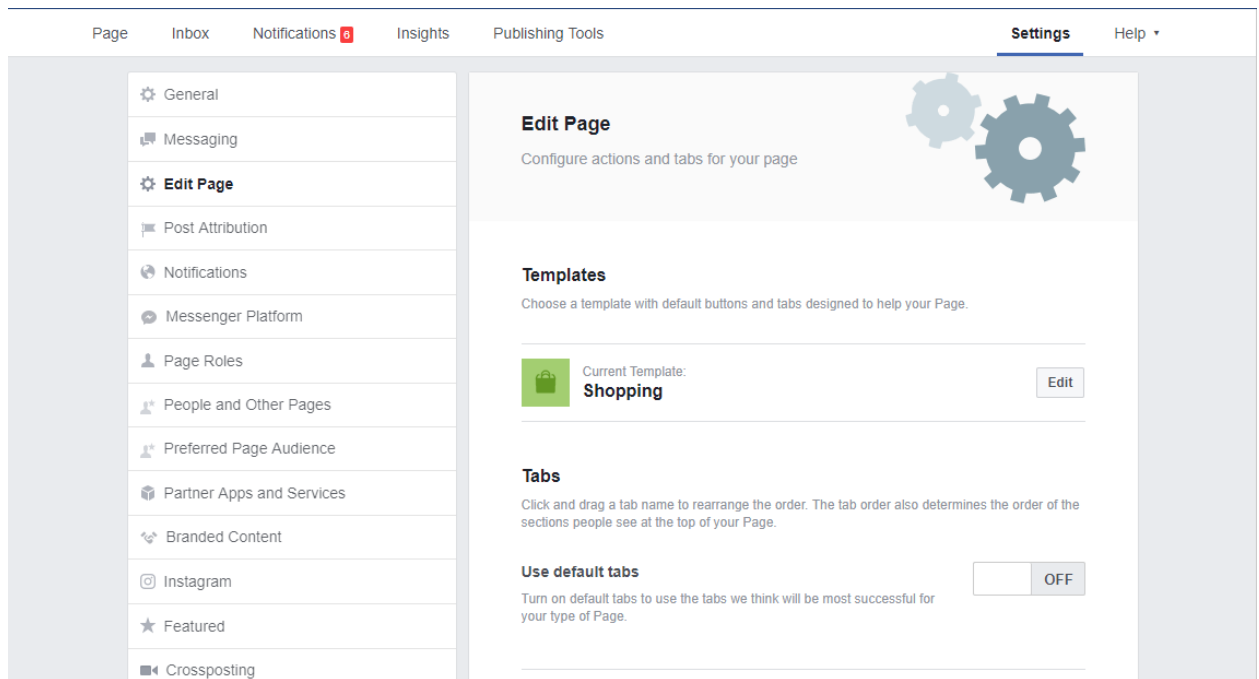 Page Inbox Notifications 6 Insights Publishing Tools Settings Help
General
Messaging
Edit Page
Post Attribution
Notifications
Messenger Platform
Page Roles
People and Other Pages
Preferred Page Audience
Partner Apps and Services
Branded Content
Instagram
Featured
Crossposting
Edit Page
Configure actions and tabs for your page
Templates
Choose a template with default buttons and tabs designed to help your Page.
Current Template:
Shopping
Edit
Tabs
Click and drag a tab name to rearrange the order. The tab order also determines the order of the
sections people see at the top of your Page.
Use default tabs
OFF
Turn on default tabs to use the tabs we think will be most successful for
your type of Page.